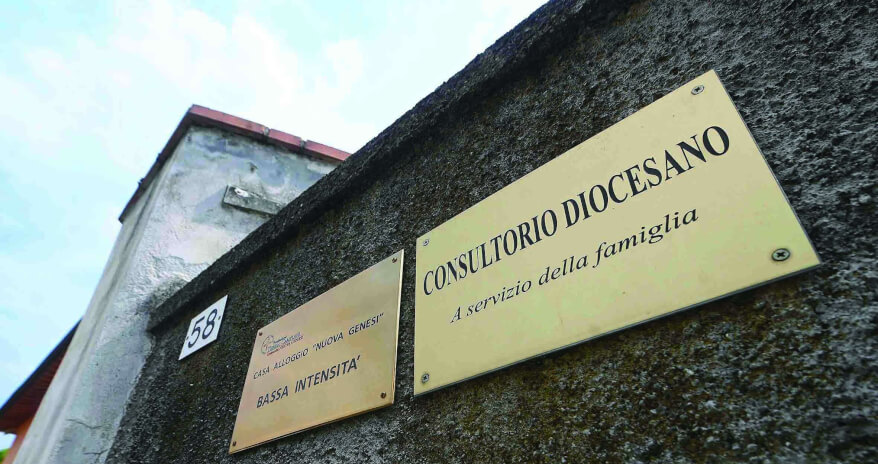 58
CASA ALLOGGIO "NUOVA GENESI"
BASSA INTENSITA'
CONSULTORIO DIOCESANO
A servizio della famiglia